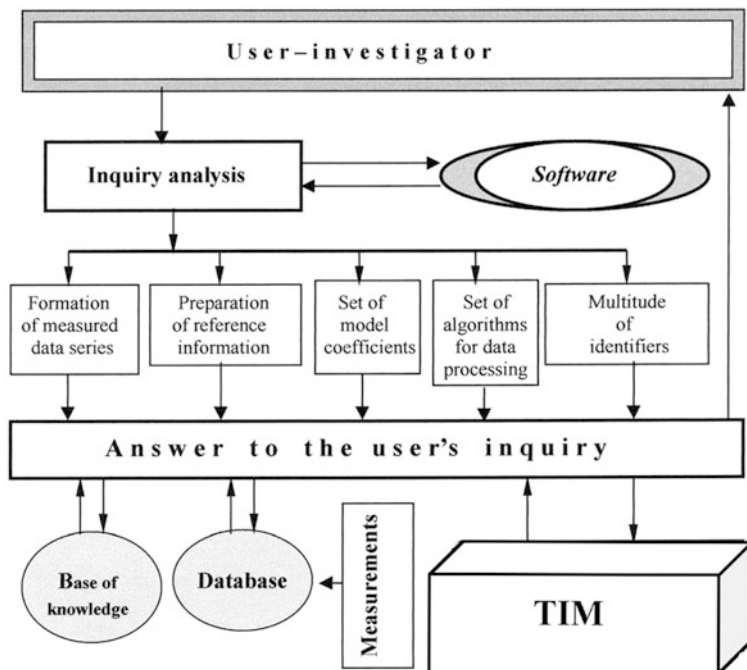 User–investigator
Inquiry analysis
Software
Formation
of measured
data series
Preparation
of reference
information
Set of
model
coefficients
Set of
algorithms
for data
processing
Multitude
of
identifiers
Answer to the user's inquiry
Base of
knowledge
Database
Measurements
TIM